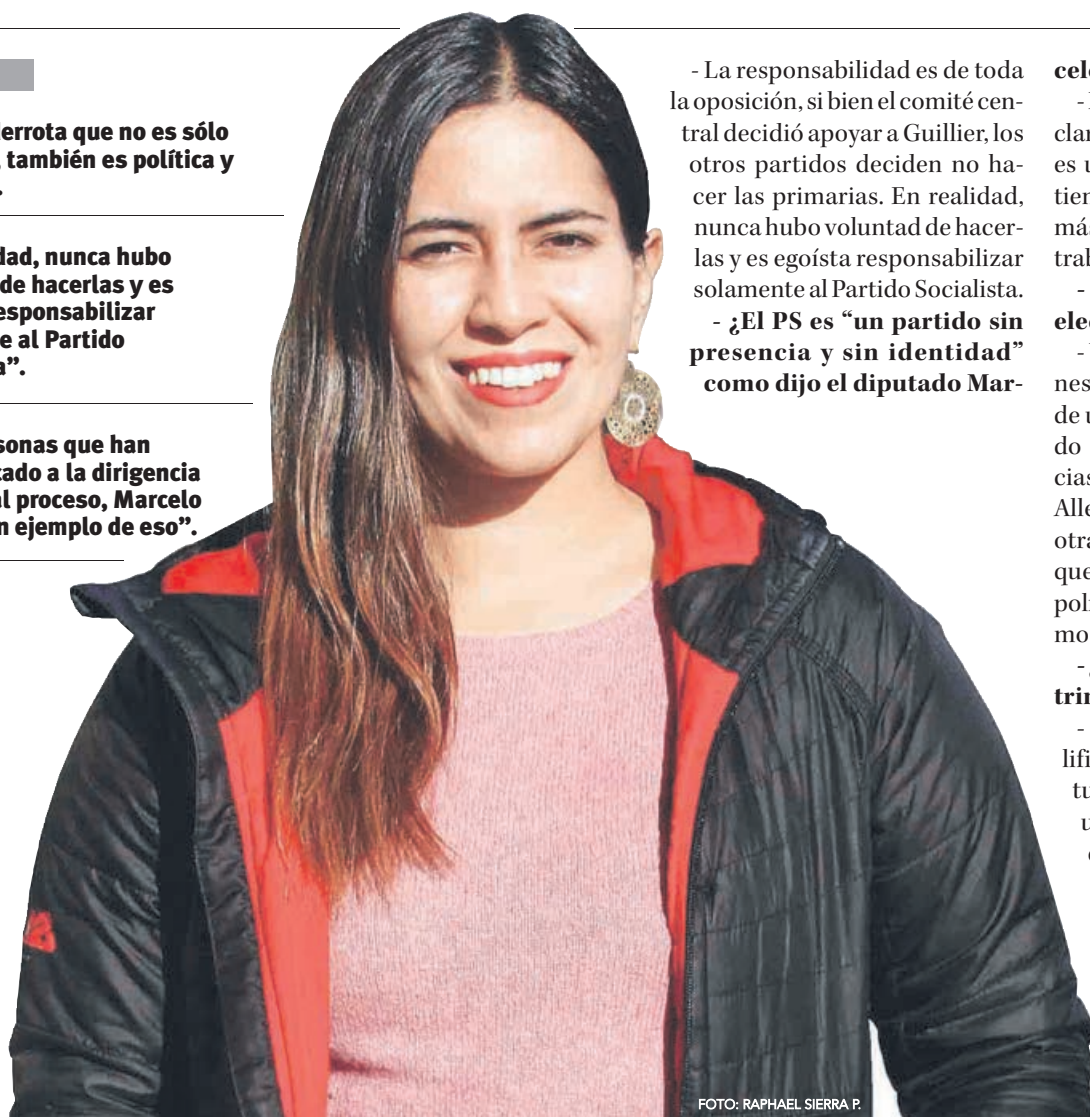 errota que no es sólo
también es política y
dad, nunca hubo
de hacerlas y es
esponsabilizar
e al Partido
a”.
sonas que han
cado a la dirigencia
al proceso, Marcelo
n ejemplo de eso”.
- La responsabilidad es de toda
la oposición, si bien el comité cen-
tral decidió apoyar a Guillier, los
otros partidos deciden no ha-
cer las primarias. En realidad,
nunca hubo voluntad de hacer-
las y es egoísta responsabilizar
solamente al Partido Socialista.
- ¿El PS es “un partido sin
presencia y sin identidad”
como dijo el diputado Mar-
cel
-
clar
es u
tien
más
trab
-
elec
-
nes
de u
do
cias
Alle
otra
que
polí
mo
- ¿
trin
-
lifi
tu
u
FOTO: RAPHAEL SIERRA P.